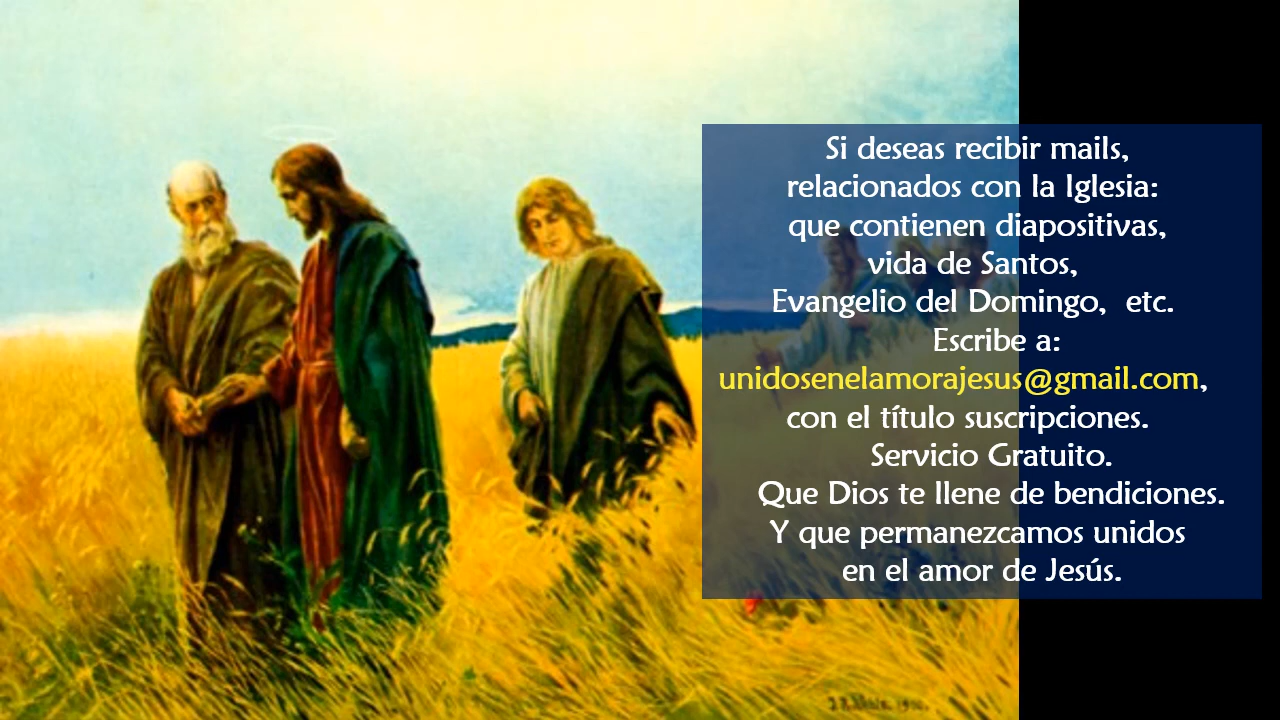 Si deseas recibir mails,
relacionados con la Iglesia:
que contienen diapositivas,
vida de Santos,
Evangelio del Domingo,  etc.
Escribe a:
unidosenelamorajesus@gmail.com,
con el título suscripciones.
Servicio Gratuito.
Que Dios te llene de bendiciones.
Y que permanezcamos unidos
en el amor de Jesús.